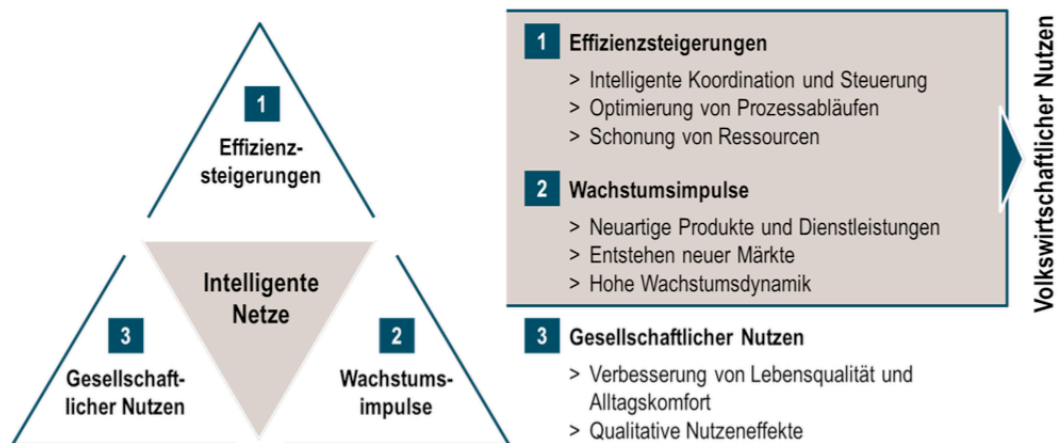 1
Effizienz-
steigerungen
Intelligente
Netze
3
Gesellschaft-
licher Nutzen
2
Wachstums-
impulse
1 Effizienzsteigerungen
> Intelligente Koordination und Steuerung
> Optimierung von Prozessabläufen
> Schonung von Ressourcen
2 Wachstumsimpulse
> Neuartige Produkte und Dienstleistungen
> Entstehen neuer Märkte
> Hohe Wachstumsdynamik
3 Gesellschaftlicher Nutzen
> Verbesserung von Lebensqualität und
Alltagskomfort
> Qualitative Nutzeneffekte
Volkswirtschaftlicher Nutzen